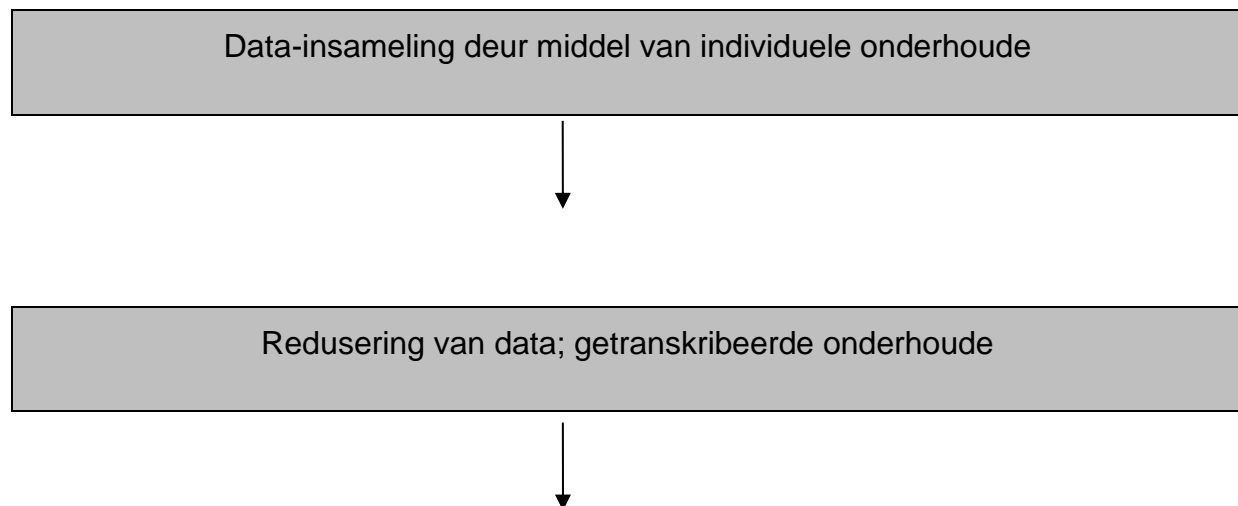 Data-insameling deur middel van individuele onderhoude
Redusering van data; getranskribeerde onderhoude